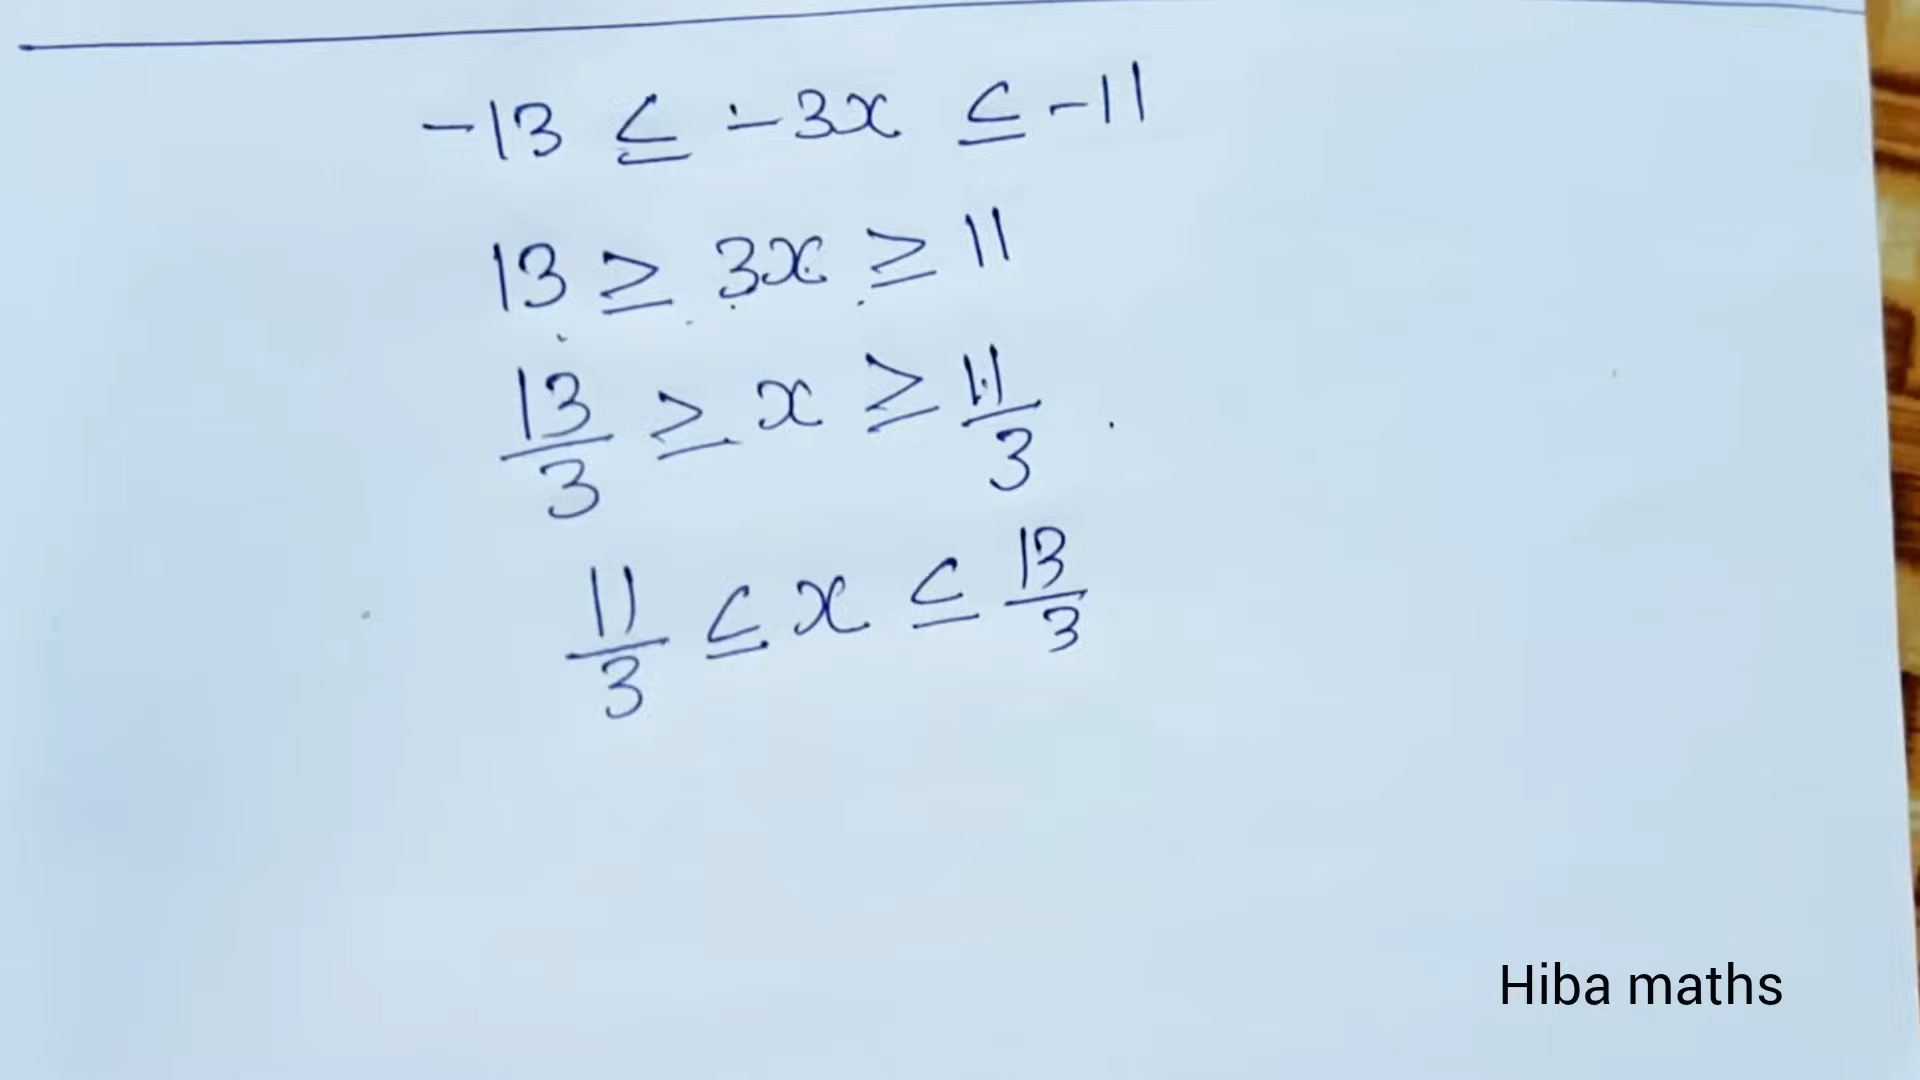 -13 ≤ -3x ≤ -11
13 ≥ 3x ≥ 11
13/3 ≥ x ≥ 11/3
11/3 ≤ x ≤ 13/3
Hiba maths